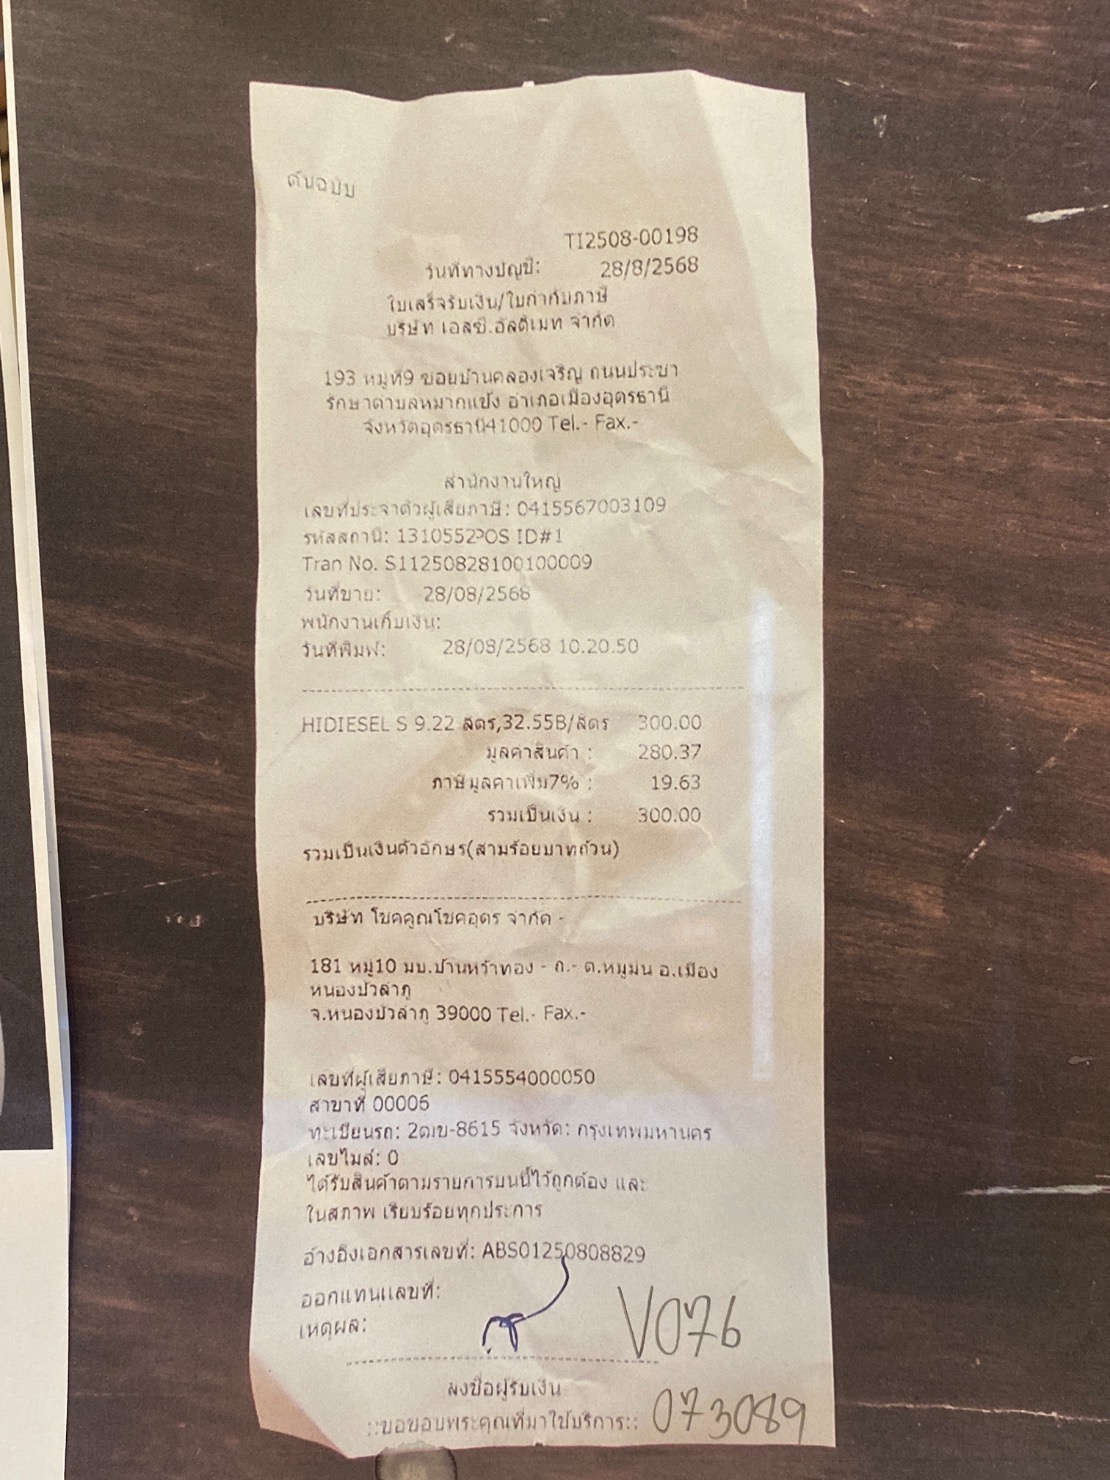 ต้นฉบับ
TI2508-00198
วันที่ทางบัญชี: 28/8/2568
ใบเสร็จรับเงิน/ใบกำกับภาษี
บริษัท เอสซี.อัลติเมท จำกัด
193 หมู่ที่9 ซอยบ้านคลองเจริญ ถนนประชา
รักษาตำบลหมากแข้ง อำเภอเมืองอุดรธานี
จังหวัดอุดรธานี41000 Tel.- Fax.-
สำนักงานใหญ่
เลขที่ประจำตัวผู้เสียภาษี: 0415567003109
รหัสสถานี: 1310552POS ID#1
Tran No. S11250828100100009
วันที่ขาย: 28/08/2568
พนักงานเก็บเงิน:
วันที่พิมพ์: 28/08/2568 10.20.50
HIDIESEL S 9.22 ลิตร,32.55B/ลิตร 300.00
มูลค่าสินค้า : 280.37
ภาษีมูลค่าเพิ่ม7% : 19.63
รวมเป็นเงิน : 300.00
รวมเป็นเงินตัวอักษร(สามร้อยบาทถ้วน)
บริษัท โชคคูณโชคอุดร จำกัด -
181 หมู่10 มบ.บ้านหว้าทอง - ถ.- ต.หมูม่น อ.เมือง
หนองบัวลำภู
จ.หนองบัวลำภู 39000 Tel.- Fax.-
เลขที่ผู้เสียภาษี: 0415554000050
สาขาที่ 00006
ทะเบียนรถ: 2ฒข-8615 จังหวัด: กรุงเทพมหานคร
เลขไมล์: 0
ได้รับสินค้าตามรายการบนนี้ไว้ถูกต้อง และ
ในสภาพ เรียบร้อยทุกประการ
อ้างอิงเอกสารเลขที่: ABS01250808829
ออกแทนเลขที่:
เหตุผล:
V076
ลงชื่อผู้รับเงิน
::ขอขอบพระคุณที่มาใช้บริการ:: 073089